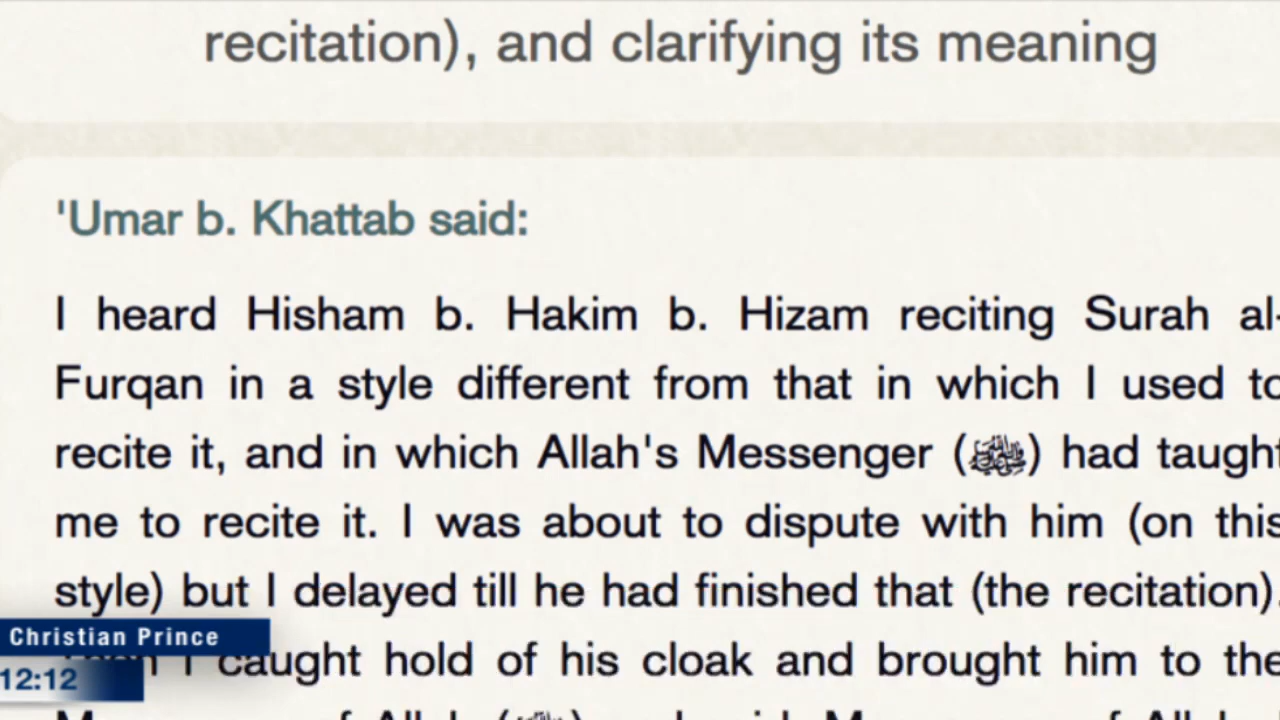 recitation), and clarifying its meaning
'Umar b. Khattab said:
I heard Hisham b. Hakim b. Hizam reciting Surah al-
Furqan in a style different from that in which I used to
recite it, and in which Allah's Messenger (ﷺ) had taught
me to recite it. I was about to dispute with him (on this
style) but I delayed till he had finished that (the recitation).
I caught hold of his cloak and brought him to the
Christian Prince
12:12